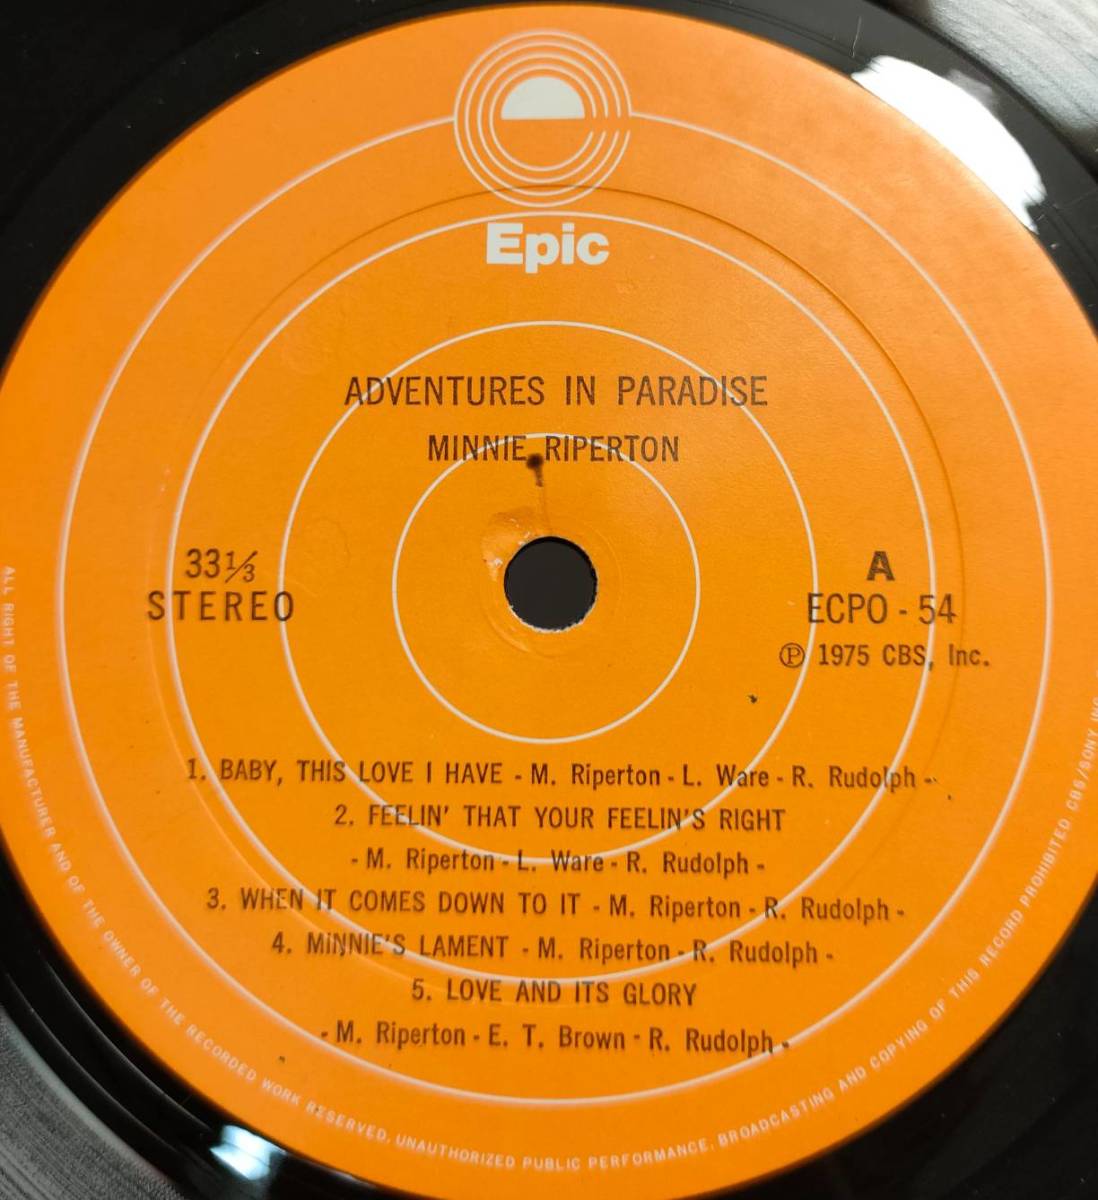 Epic
ADVENTURES IN PARADISE
MINNIE RIPERTON
33⅓
STEREO
A
ECPO - 54
Ⓟ 1975 CBS, Inc.
1. BABY, THIS LOVE I HAVE - M. Riperton - L. Ware - R. Rudolph -
2. FEELIN' THAT YOUR FEELIN'S RIGHT
- M. Riperton - L. Ware - R. Rudolph -
3. WHEN IT COMES DOWN TO IT - M. Riperton - R. Rudolph -
4. MINNIE'S LAMENT - M. Riperton - R. Rudolph -
5. LOVE AND ITS GLORY
- M. Riperton - E. T. Brown - R. Rudolph -
ALL RIGHT OF THE MANUFACTURER AND OF THE OWNER OF THE RECORDED WORK RESERVED. UNAUTHORIZED PUBLIC PERFORMANCE. BROADCASTING AND COPYING OF THIS RECORD PROHIBITED CBS/SONY INC.